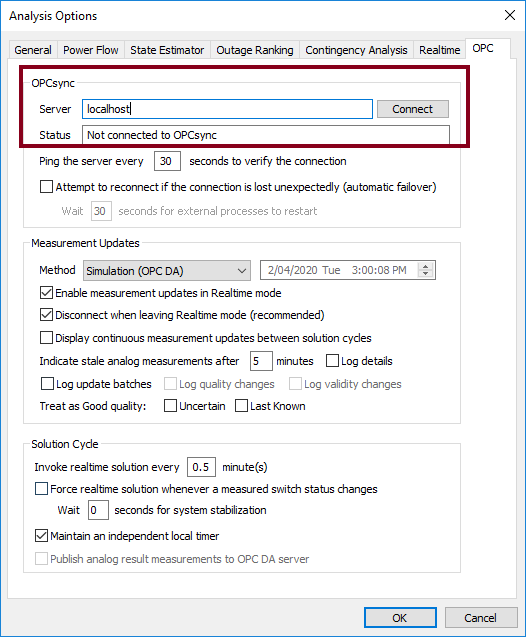 Analysis Options
General Power Flow State Estimator Outage Ranking Contingency Analysis Realtime OPC
OPCsync
Server localhost Connect
Status Not connected to OPCsync
Ping the server every 30 seconds to verify the connection
Attempt to reconnect if the connection is lost unexpectedly (automatic failover)
Wait 30 seconds for external processes to restart
Measurement Updates
Method Simulation (OPC DA) 2/04/2020 Tue 3:00:08 PM
Enable measurement updates in Realtime mode
Disconnect when leaving Realtime mode (recommended)
Display continuous measurement updates between solution cycles
Indicate stale analog measurements after 5 minutes Log details
Log update batches Log quality changes Log validity changes
Treat as Good quality: Uncertain Last Known
Solution Cycle
Invoke realtime solution every 0.5 minute(s)
Force realtime solution whenever a measured switch status changes
Wait 0 seconds for system stabilization
Maintain an independent local timer
Publish analog result measurements to OPC DA server
OK Cancel